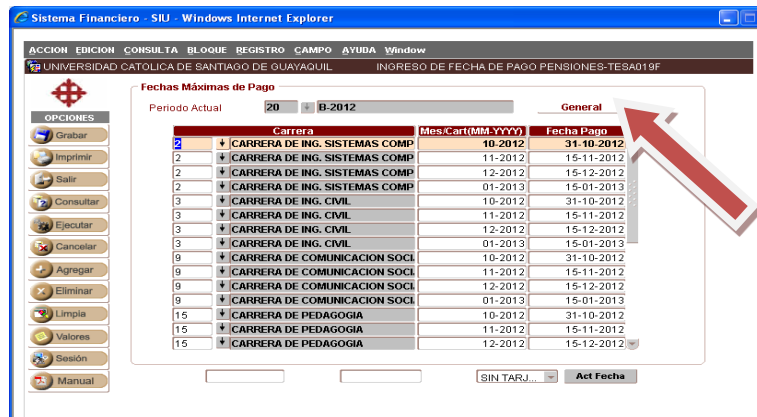 Sistema Financiero - SIU - Windows Internet Explorer
ACCION EDICION CONSULTA BLOQUE REGISTRO CAMPO AYUDA Window
UNIVERSIDAD CATOLICA DE SANTIAGO DE GUAYAQUIL INGRESO DE FECHA DE PAGO PENSIONES-TESA019F
Fechas Máximas de Pago
Periodo Actual 20 B-2012 General
OPCIONES
Grabar
Imprimir
Salir
Consultar
Ejecutar
Cancelar
Agregar
Eliminar
Limpia
Valores
Sesión
Manual
Carrera Mes/Cart(MM-YYYY) Fecha Pago
2 CARRERA DE ING. SISTEMAS COMP 10-2012 31-10-2012
2 CARRERA DE ING. SISTEMAS COMP 11-2012 15-11-2012
2 CARRERA DE ING. SISTEMAS COMP 12-2012 15-12-2012
2 CARRERA DE ING. SISTEMAS COMP 01-2013 15-01-2013
3 CARRERA DE ING. CIVIL 10-2012 31-10-2012
3 CARRERA DE ING. CIVIL 11-2012 15-11-2012
3 CARRERA DE ING. CIVIL 12-2012 15-12-2012
3 CARRERA DE ING. CIVIL 01-2013 15-01-2013
9 CARRERA DE COMUNICACION SOCI 10-2012 31-10-2012
9 CARRERA DE COMUNICACION SOCI 11-2012 15-11-2012
9 CARRERA DE COMUNICACION SOCI 12-2012 15-12-2012
9 CARRERA DE COMUNICACION SOCI 01-2013 15-01-2013
15 CARRERA DE PEDAGOGIA 10-2012 31-10-2012
15 CARRERA DE PEDAGOGIA 11-2012 15-11-2012
15 CARRERA DE PEDAGOGIA 12-2012 15-12-2012
SIN TARJ... Act Fecha